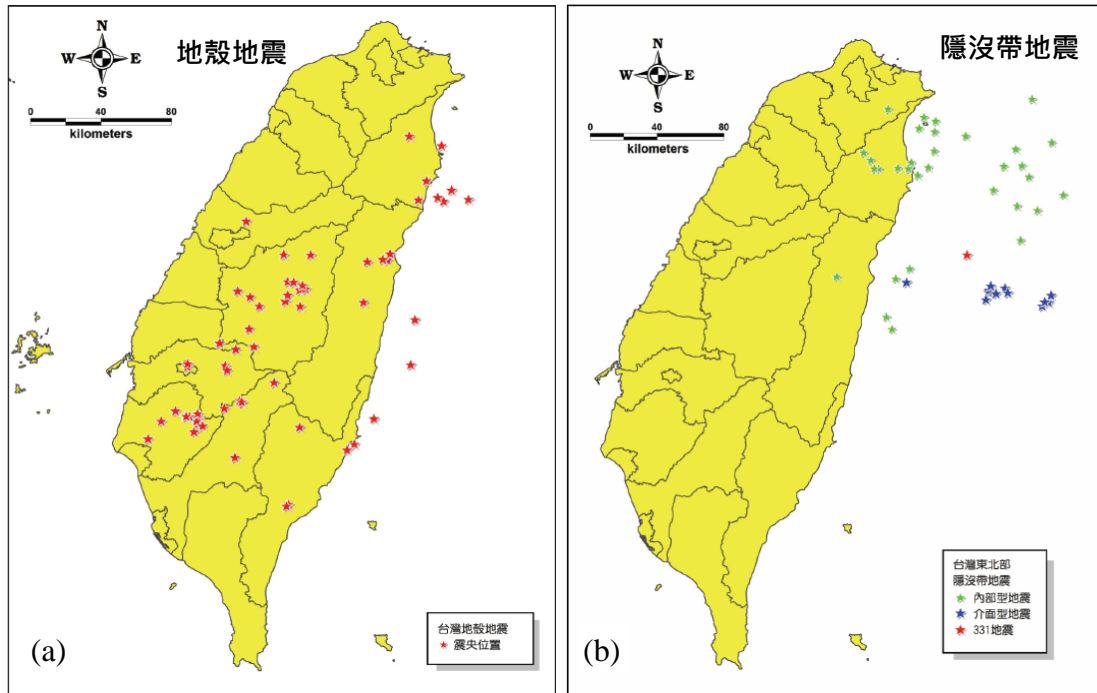 地殼地震
N
W E
S
0 40 80
kilometers
台灣地殼地震
震央位置
(a)
隱沒帶地震
N
W E
S
0 40 80
kilometers
台灣東北部
隱沒帶地震
內部型地震
介面型地震
331地震
(b)